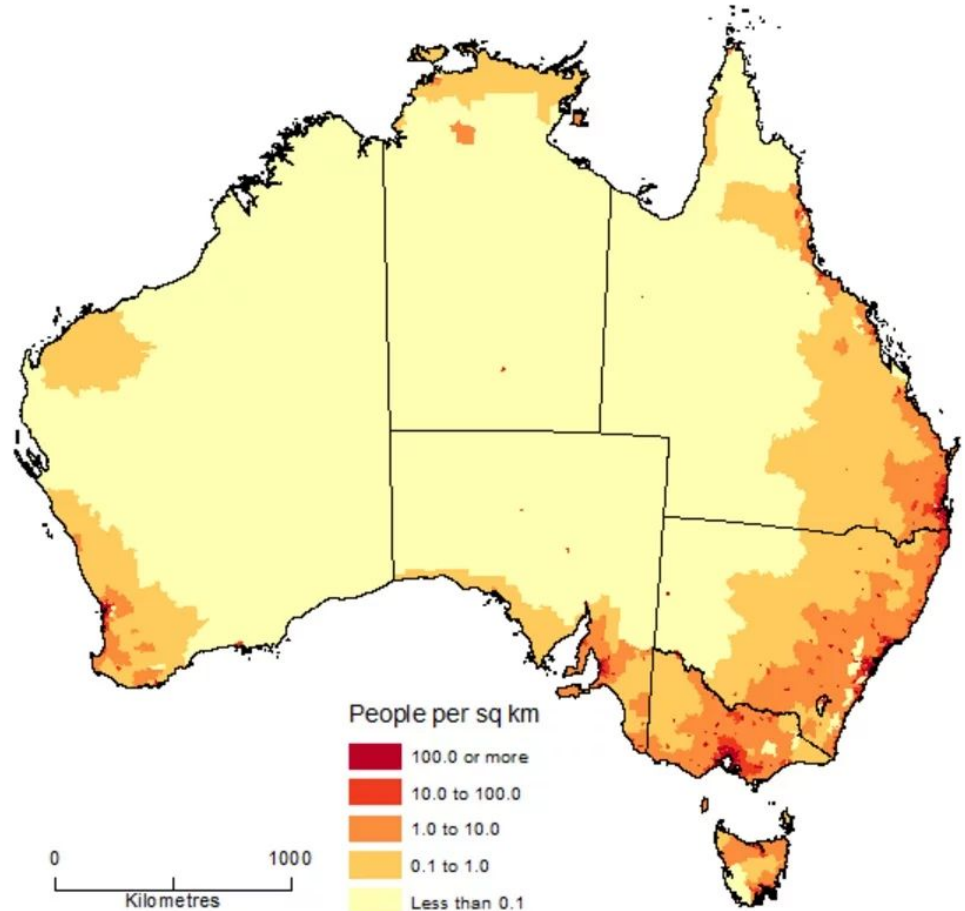 People per sq km
100.0 or more
10.0 to 100.0
1.0 to 10.0
0.1 to 1.0
Less than 0.1
0 1000
Kilometres